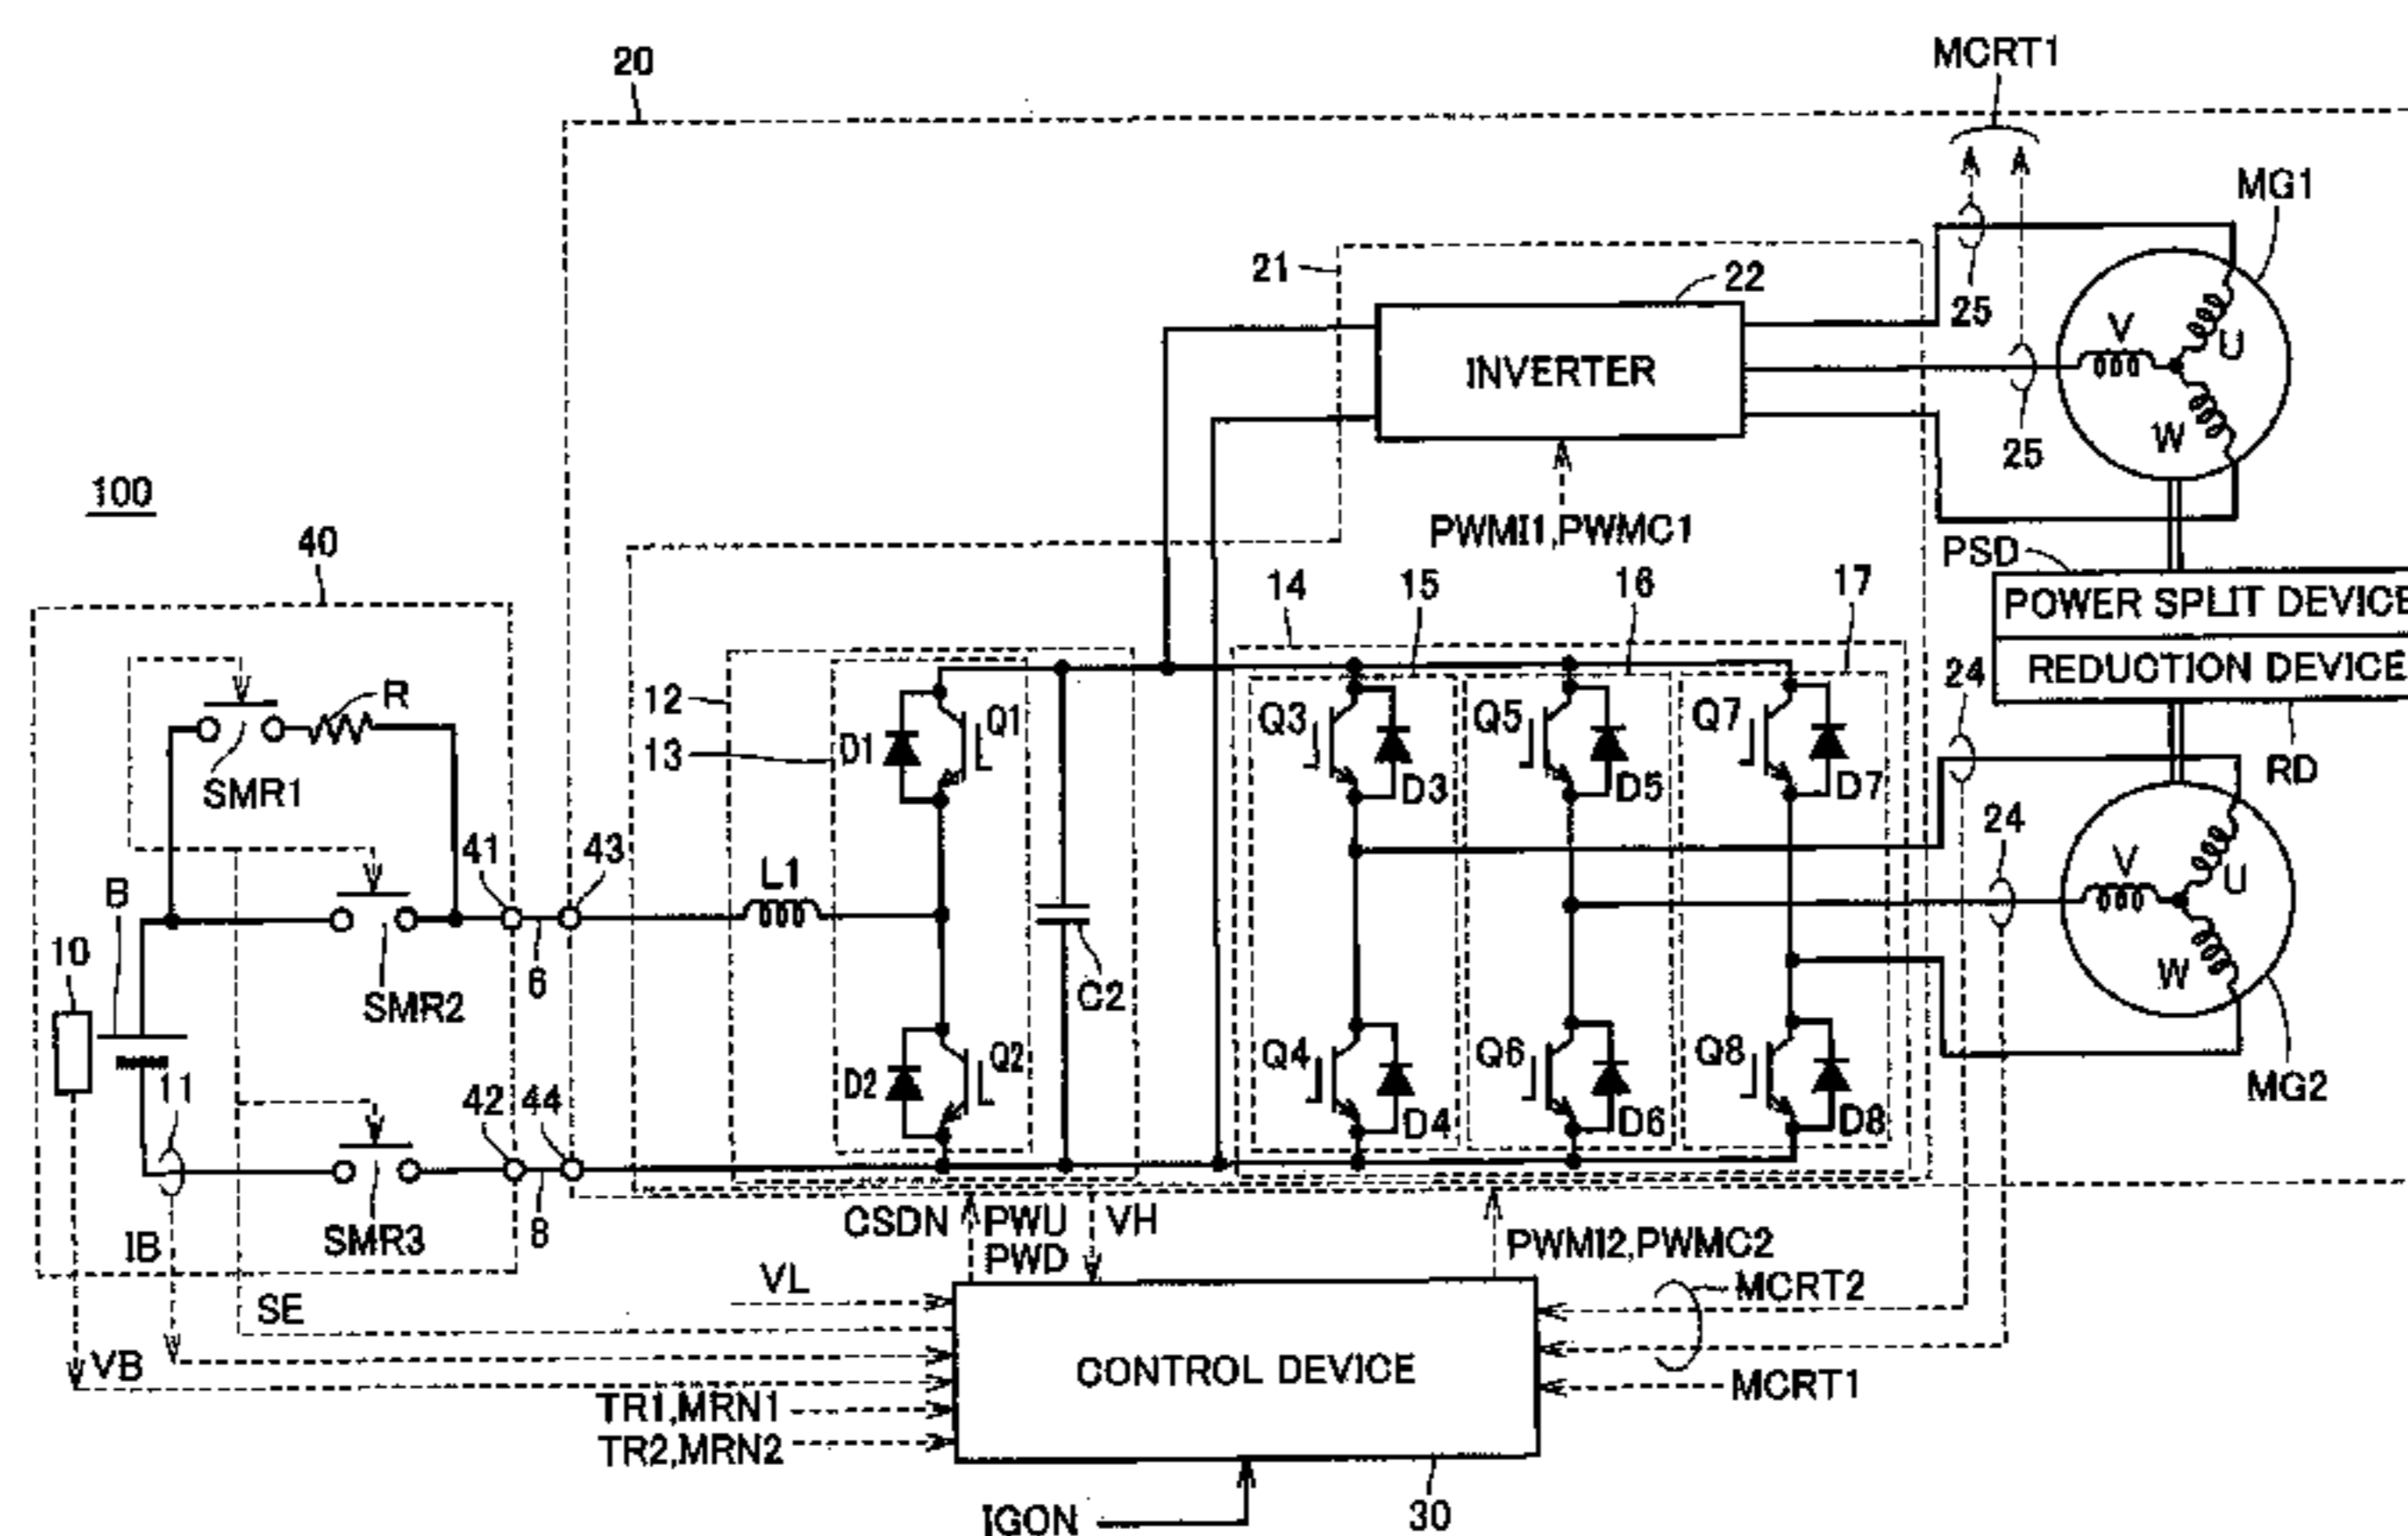 MCRT1
20
MG1
21
22
25
V
U
INVERTER
W
25
100
40
PWMI1,PWMC1
PSD
14
15
16
17
POWER SPLIT DEVICE
REDUCTION DEVICE
24
R
12
Q1
Q3
Q5
Q7
13
D1
D3
D5
D7
RD
SMR1
24
41
43
L1
V
U
B
10
6
C2
W
SMR2
11
D2
Q2
Q4
Q6
Q8
MG2
42
44
D4
D6
D8
IB
SMR3
8
CSDN
PWU
VH
PWD
PWMI2,PWMC2
VL
MCRT2
SE
VB
CONTROL DEVICE
MCRT1
TR1,MRN1
TR2,MRN2
IGON
30